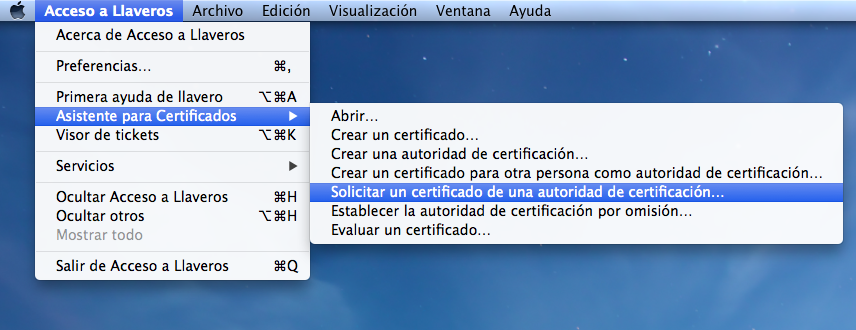 Acceso a Llaveros Archivo Edición Visualización Ventana Ayuda
Acerca de Acceso a Llaveros
Preferencias... ⌘,
Primera ayuda de llavero ⌥⌘A
Asistente para Certificados ▶
Visor de tickets ⌥⌘K
Servicios ▶
Ocultar Acceso a Llaveros ⌘H
Ocultar otros ⌥⌘H
Mostrar todo
Salir de Acceso a Llaveros ⌘Q
Abrir...
Crear un certificado...
Crear una autoridad de certificación...
Crear un certificado para otra persona como autoridad de certificación...
Solicitar un certificado de una autoridad de certificación...
Establecer la autoridad de certificación por omisión...
Evaluar un certificado...